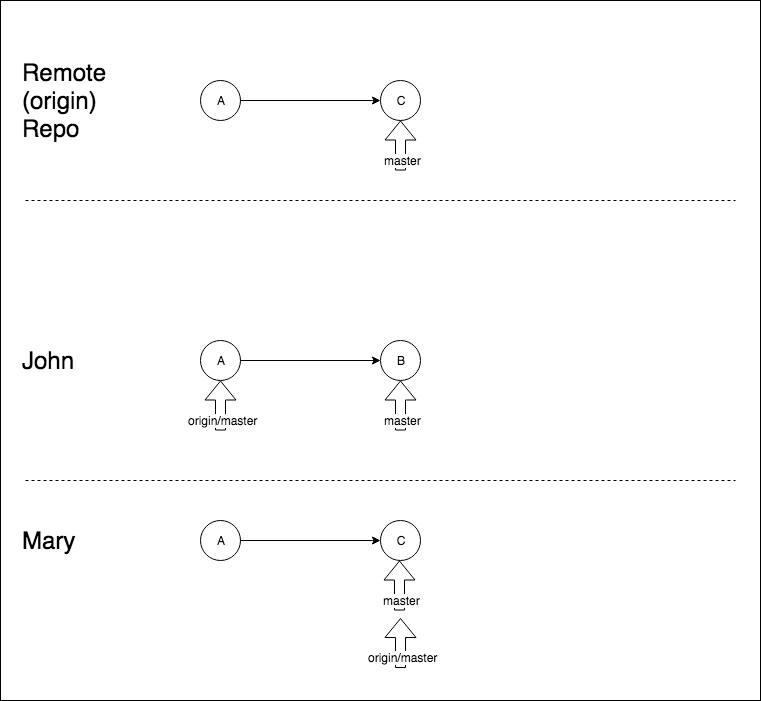 Remote
(origin)
Repo
A
C
master
John
A
B
origin/master
master
Mary
A
C
master
origin/master